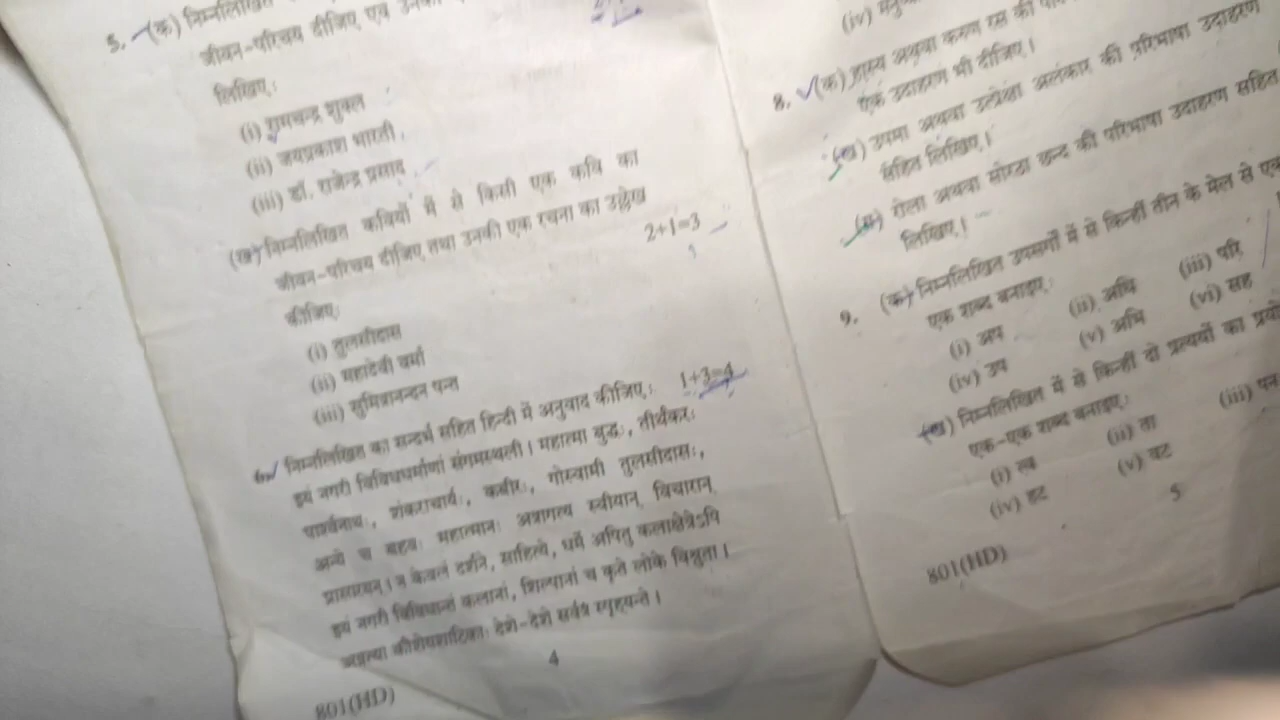 5. (क) निम्नलिखित
जीवन-परिचय दीजिए एवं उनकी
लिखिए :
(i) रामचन्द्र शुक्ल
(ii) जयप्रकाश भारती
(iii) डॉ. राजेन्द्र प्रसाद
(ख) निम्नलिखित कवियों में से किसी एक कवि का
जीवन-परिचय दीजिए तथा उनकी एक रचना का उल्लेख
कीजिए : 2+1=3
(i) तुलसीदास
(ii) महादेवी वर्मा
(iii) सुमित्रानन्दन पन्त
6. निम्नलिखित का सन्दर्भ सहित हिन्दी में अनुवाद कीजिए : 1+3=4
इयं नगरी विविधधर्माणां संगमस्थली। महात्मा बुद्धः, तीर्थंकरः
पार्श्वनाथः, शंकराचार्यः, कबीरः, गोस्वामी तुलसीदासः,
अन्ये च बहवः महात्मानः अत्रागत्य स्वीयान् विचारान्
प्रासारयन्। न केवलं दर्शने, साहित्ये, धर्मे अपितु कलाक्षेत्रेऽपि
इयं नगरी विविधानां कलानां, शिल्पानां च कृते लोके विश्रुता।
अत्रत्या कौशेयशाटिकाः देशे-देशे सर्वत्र स्पृह्यन्ते।
4
801(HD)
(iv)
8. (क) हास्य अथवा करुण रस की
एक उदाहरण भी दीजिए।
(ख) उपमा अथवा उत्प्रेक्षा अलंकार की परिभाषा उदाहरण
सहित लिखिए।
(ग) रोला अथवा सोरठा छन्द की परिभाषा उदाहरण सहित
लिखिए।
9. (क) निम्नलिखित उपसर्गों में से किन्हीं तीन के मेल से एक
एक शब्द बनाइए :
(i) अप (ii) अधि (iii) परि
(iv) उप (v) अभि (vi) सह
(ख) निम्नलिखित में से किन्हीं दो प्रत्ययों का
एक-एक शब्द बनाइए :
(i) त्व (ii) ता (iii) पन
(iv) हट (v) वट
5
801(HD)